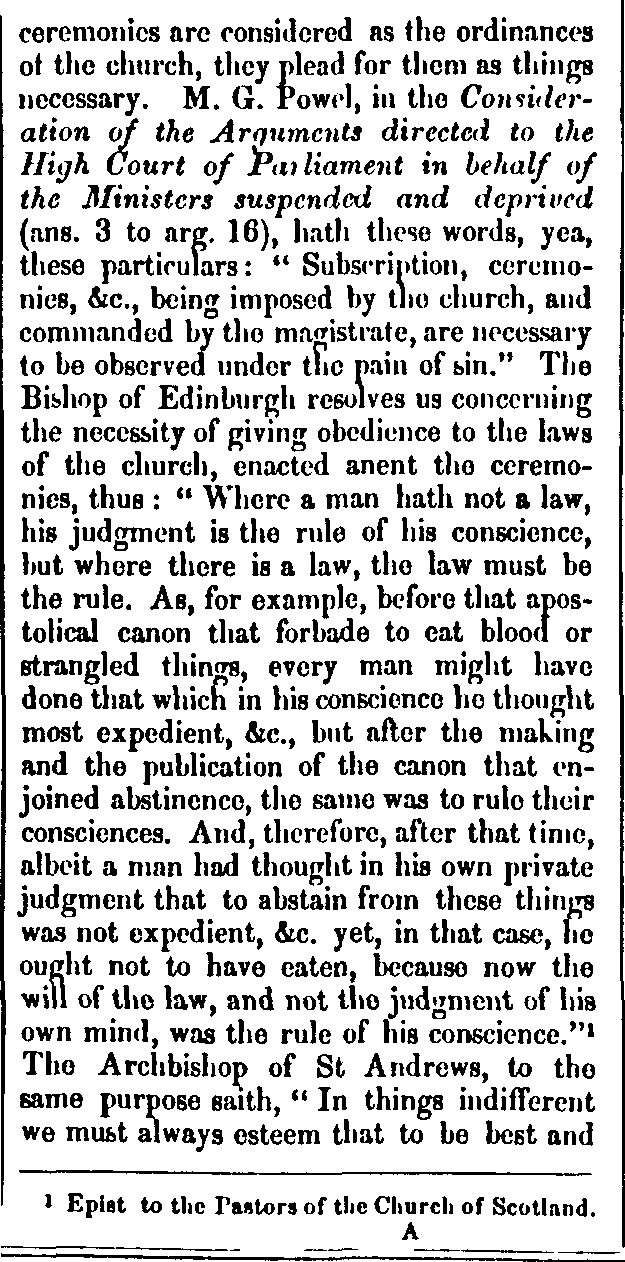 ceremonies are considered as the ordinances
of the church, they plead for them as things
necessary. M. G. Powel, in the Consider-
ation of the Arguments directed to the
High Court of Parliament in behalf of
the Ministers suspended and deprived
(ans. 3 to arg. 16), hath these words, yea,
these particulars: “ Subscription, ceremo-
nies, &c., being imposed by the church, and
commanded by the magistrate, are necessary
to be observed under the pain of sin.” The
Bishop of Edinburgh resolves us concerning
the necessity of giving obedience to the laws
of the church, enacted anent the ceremo-
nies, thus : “ Where a man hath not a law,
his judgment is the rule of his conscience,
but where there is a law, the law must be
the rule. As, for example, before that apos-
tolical canon that forbade to eat blood or
strangled things, every man might have
done that which in his conscience he thought
most expedient, &c., but after the making
and the publication of the canon that en-
joined abstinence, the same was to rule their
consciences. And, therefore, after that time,
albeit a man had thought in his own private
judgment that to abstain from these things
was not expedient, &c. yet, in that case, he
ought not to have eaten, because now the
will of the law, and not the judgment of his
own mind, was the rule of his conscience.”¹
The Archbishop of St Andrews, to the
same purpose saith, “ In things indifferent
we must always esteem that to be best and
¹ Epist to the Pastors of the Church of Scotland.
A